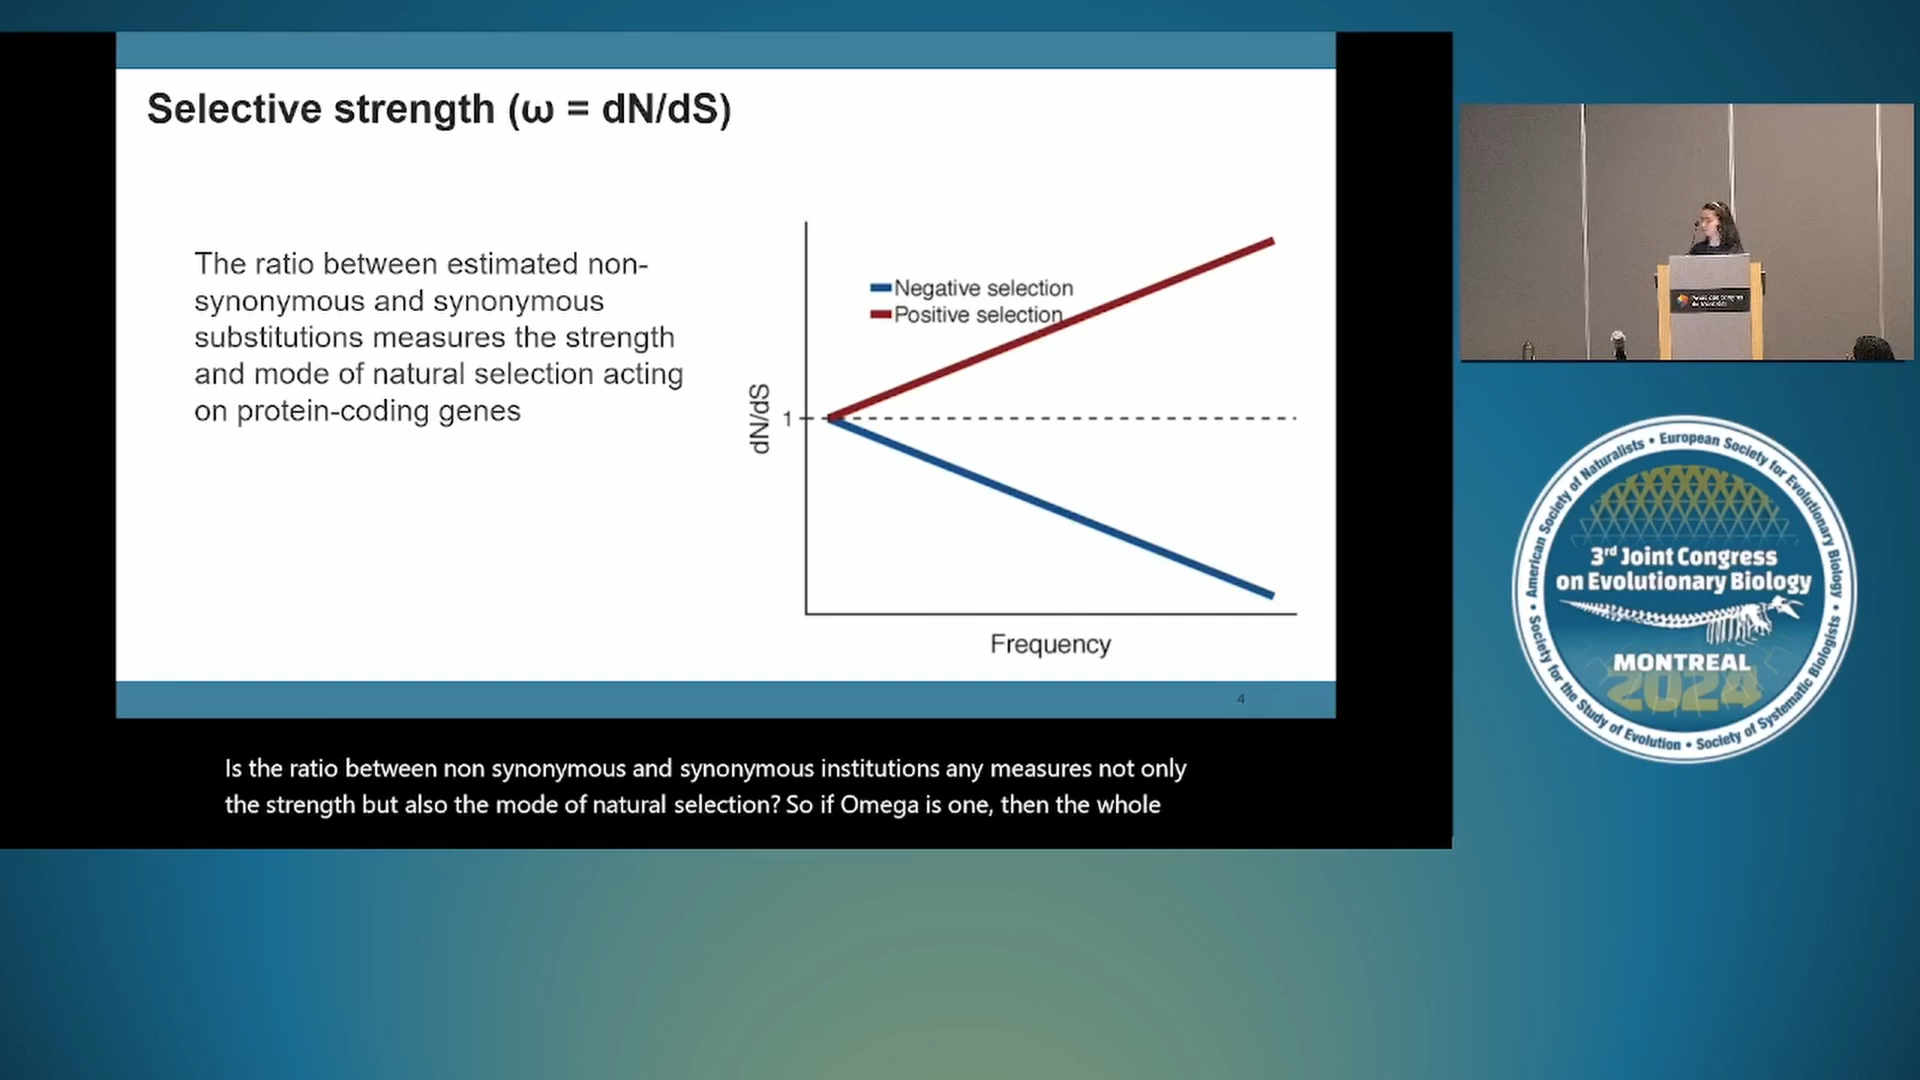 Selective strength (ω = dN/dS)
The ratio between estimated non-
synonymous and synonymous
substitutions measures the strength
and mode of natural selection acting
on protein-coding genes
Negative selection
Positive selection
dN/dS
1
Frequency
4
Is the ratio between non synonymous and synonymous institutions any measures not only
the strength but also the mode of natural selection? So if Omega is one, then the whole
American Society of Naturalists • European Society for Evolutionary Biology •
Society for the Study of Evolution • Society of Systematic Biologists •
3rd Joint Congress
on Evolutionary Biology
MONTREAL
2024